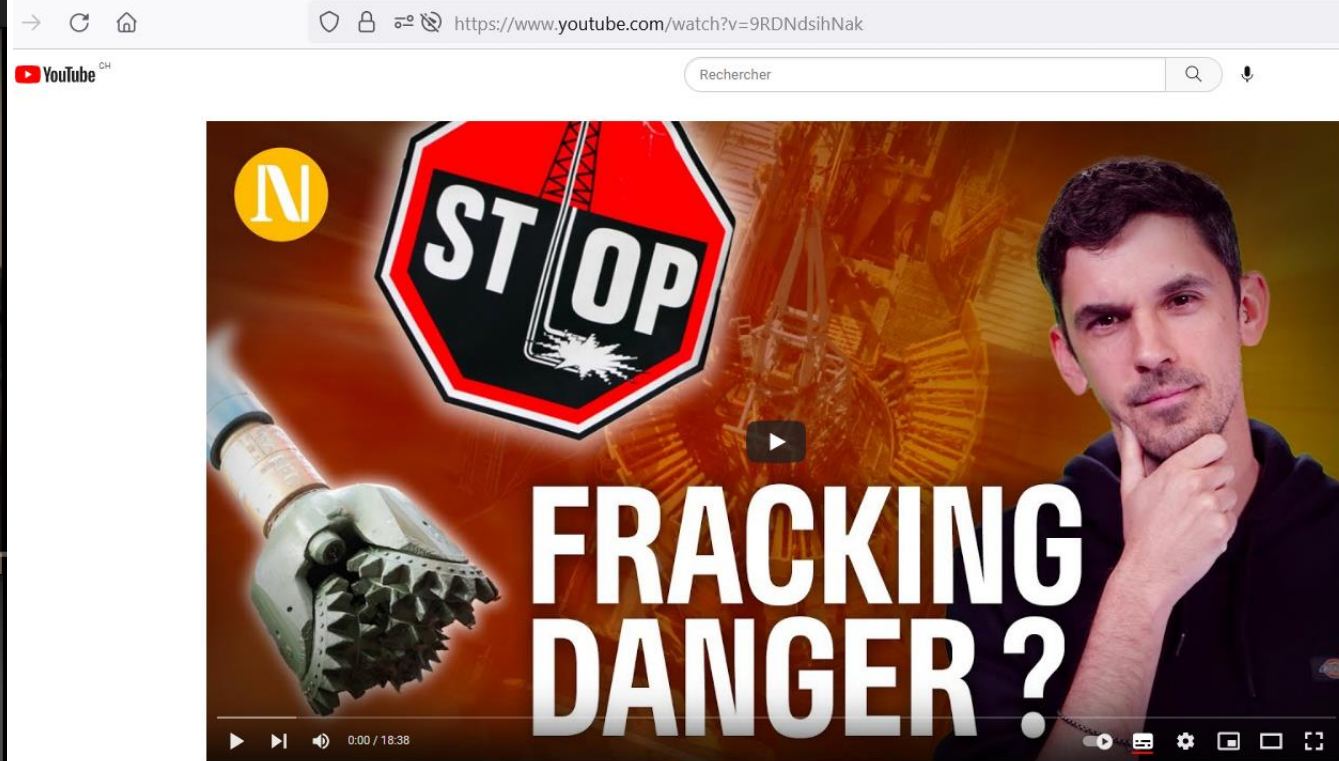 https://www.youtube.com/watch?v=9RDNdsihNak
YouTube CH
Rechercher
N
STOP
FRACKING
DANGER ?
0:00 / 18:38